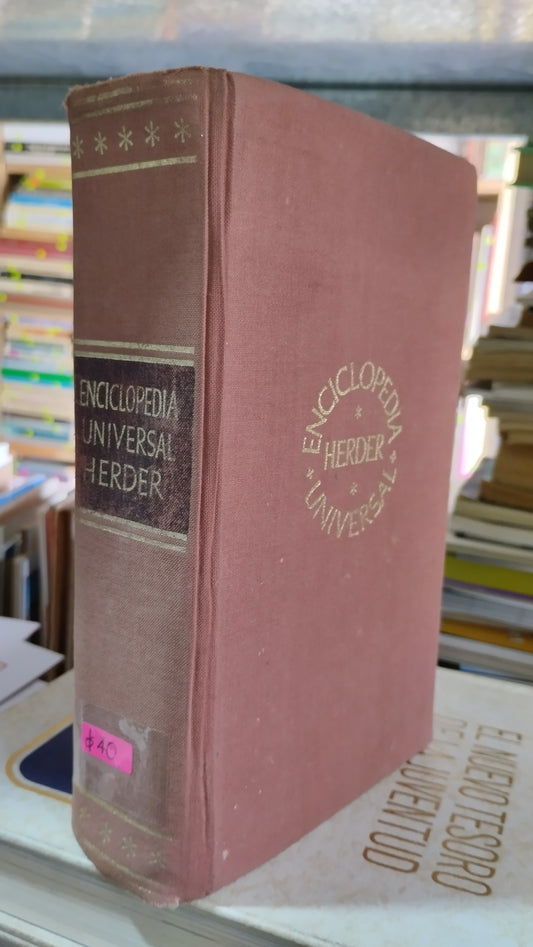 ENCICLOPEDIA
UNIVERSAL
HERDER
ENCICLOPEDIA
HERDER
UNIVERSAL
$40
EL NUEVO TESORO
DE LA JUVENTUD